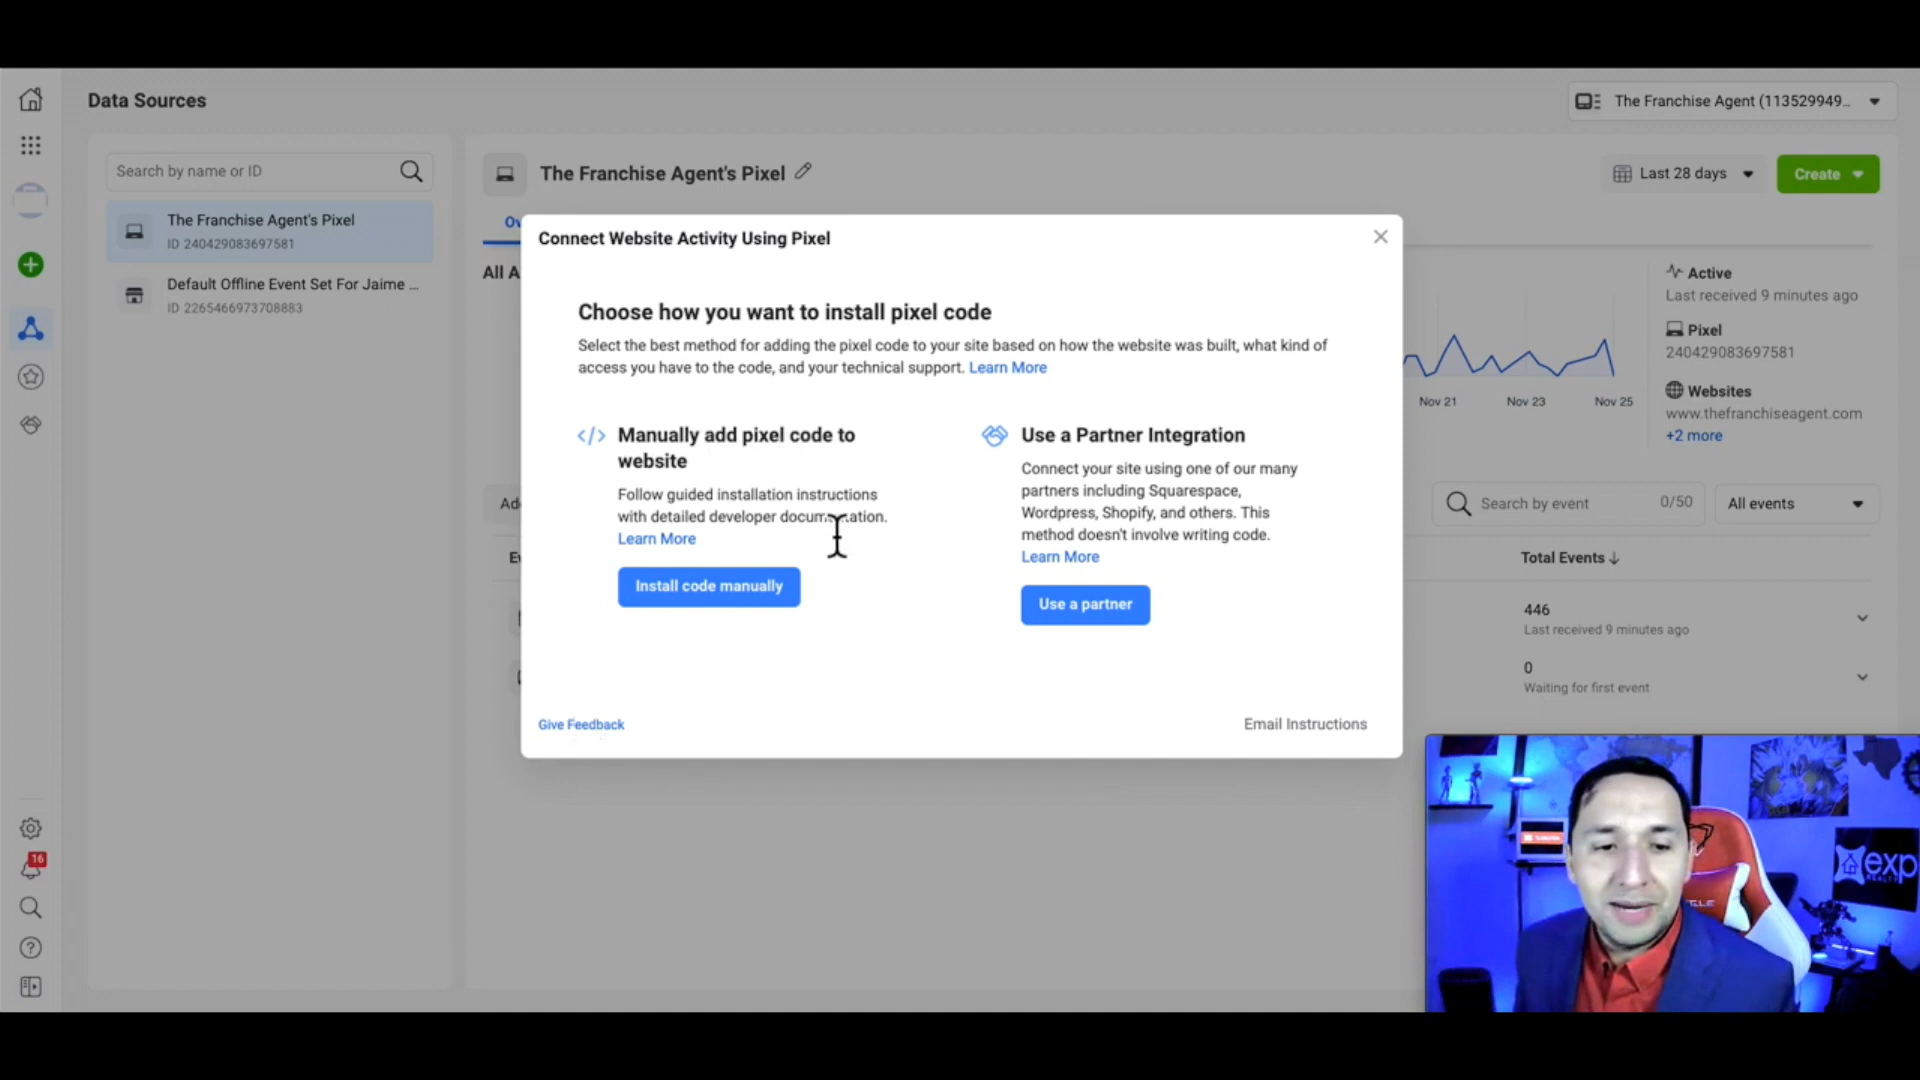 Data Sources
The Franchise Agent (113529949...
Search by name or ID
The Franchise Agent's Pixel
ID 240429083697581
Default Offline Event Set For Jaime ...
ID 2265466973708883
16
The Franchise Agent's Pixel
Last 28 days
Create
Ov
All A
Connect Website Activity Using Pixel
Choose how you want to install pixel code
Select the best method for adding the pixel code to your site based on how the website was built, what kind of
access you have to the code, and your technical support. Learn More
</> Manually add pixel code to
website
Follow guided installation instructions
with detailed developer documentation.
Learn More
Install code manually
Use a Partner Integration
Connect your site using one of our many
partners including Squarespace,
Wordpress, Shopify, and others. This
method doesn't involve writing code.
Learn More
Use a partner
Give Feedback
Email Instructions
Active
Last received 9 minutes ago
Pixel
240429083697581
Websites
www.thefranchiseagent.com
+2 more
Nov 21
Nov 23
Nov 25
Ad
Search by event
0/50
All events
Ev
Total Events
446
Last received 9 minutes ago
0
Waiting for first event
exp
REALTY